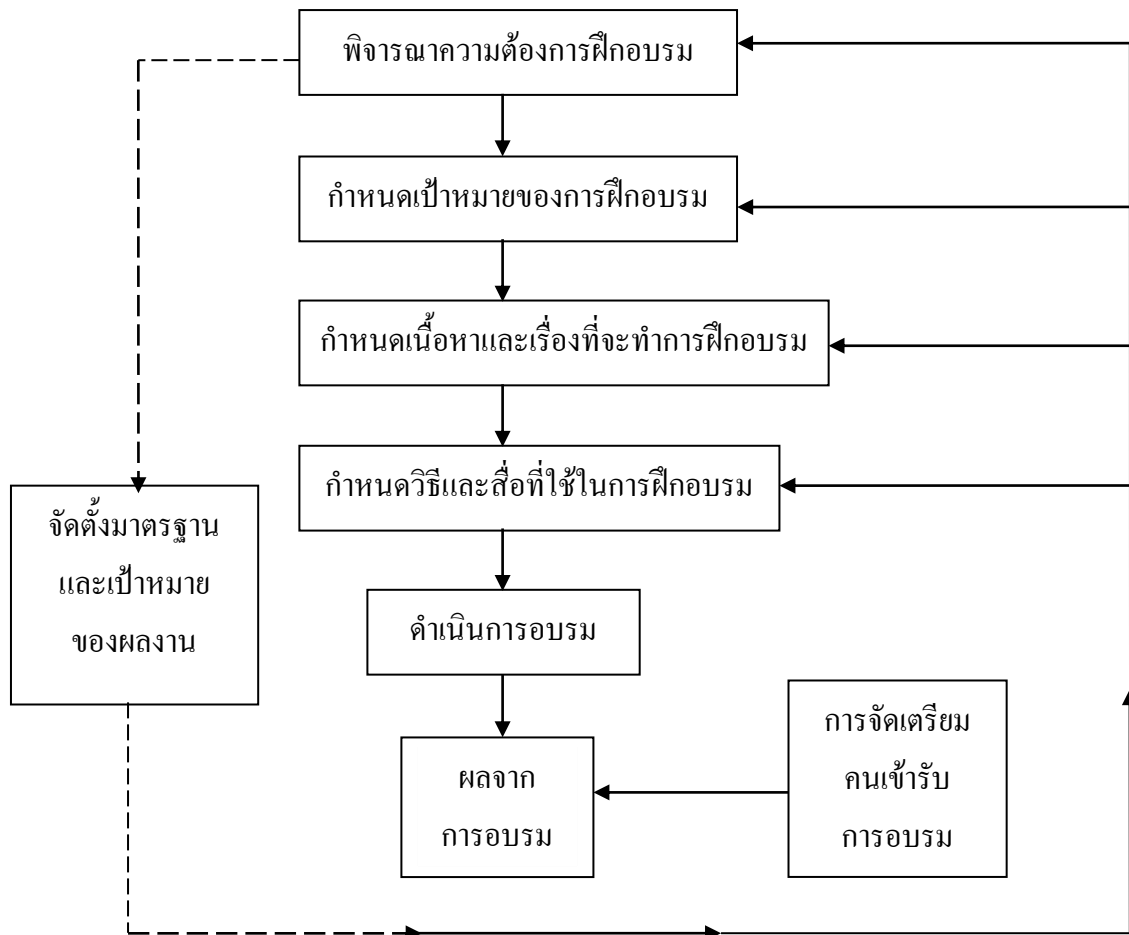 พิจารณาความต้องการฝึกอบรม
กำหนดเป้าหมายของการฝึกอบรม
กำหนดเนื้อหาและเรื่องที่จะทำการฝึกอบรม
กำหนดวิธีและสื่อที่ใช้ในการฝึกอบรม
จัดตั้งมาตรฐาน
และเป้าหมาย
ของผลงาน
ดำเนินการอบรม
ผลจาก
การอบรม
การจัดเตรียม
คนเข้ารับ
การอบรม